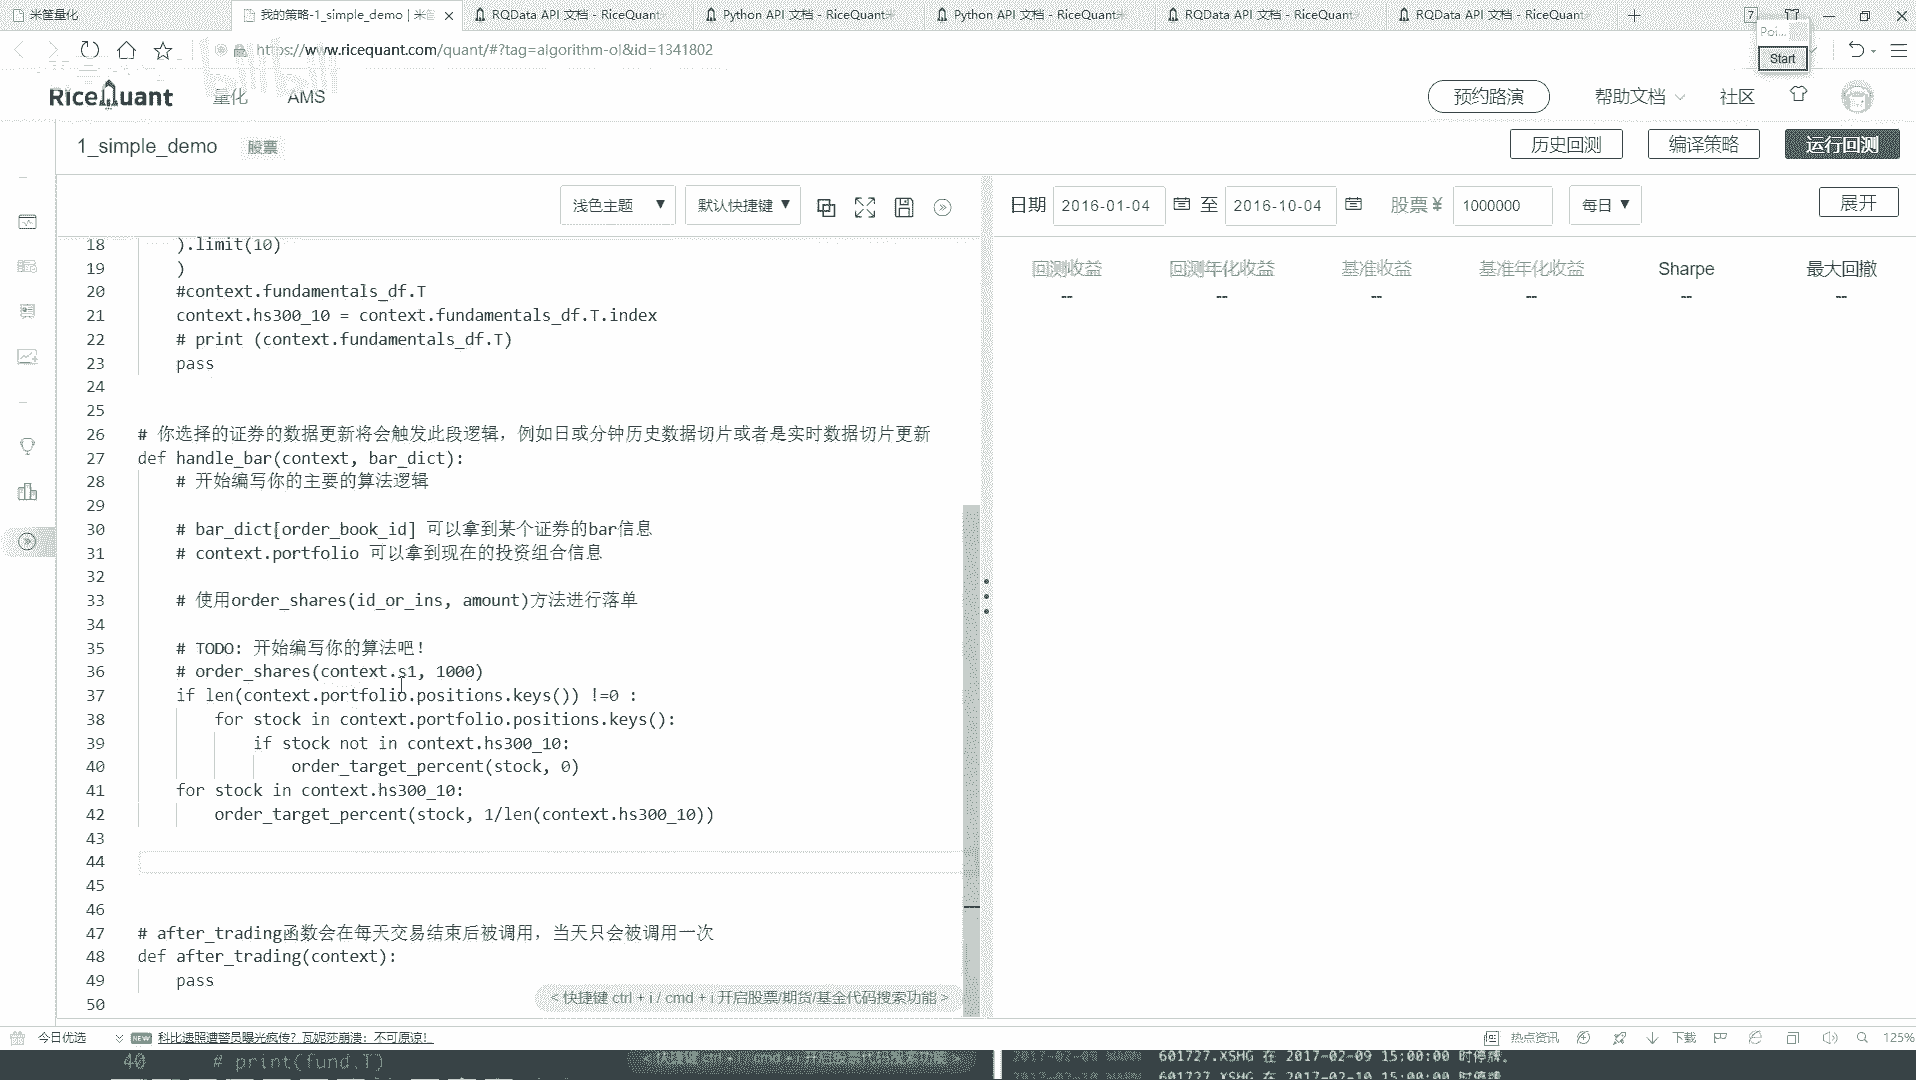 米筐量化
我的策略-1_simple_demo | 米筐
RQData API 文档 - RiceQuant
Python API 文档 - RiceQuant
Python API 文档 - RiceQuant
RQData API 文档 - RiceQuant
RQData API 文档 - RiceQuant
7
Poi...
Start
https://www.ricequant.com/quant/#?tag=algorithm-ol&id=1341802
RiceQuant
量化
AMS
预约路演
帮助文档
社区
1_simple_demo
股票
历史回测
编译策略
运行回测
浅色主题
默认快捷键
日期
2016-01-04
至
2016-10-04
股票 ¥
1000000
每日
展开
回测收益
回测年化收益
基准收益
基准年化收益
Sharpe
最大回撤
--
--
--
--
--
--
18 ).limit(10)
19 )
20 #context.fundamentals_df.T
21 context.hs300_10 = context.fundamentals_df.T.index
22 # print (context.fundamentals_df.T)
23 pass
24
25
26 # 你选择的证券的数据更新将会触发此段逻辑，例如日或分钟历史数据切片或者是实时数据切片更新
27 def handle_bar(context, bar_dict):
28 # 开始编写你的主要的算法逻辑
29
30 # bar_dict[order_book_id] 可以拿到某个证券的bar信息
31 # context.portfolio 可以拿到现在的投资组合信息
32
33 # 使用order_shares(id_or_ins, amount)方法进行落单
34
35 # TODO: 开始编写你的算法吧！
36 # order_shares(context.s1, 1000)
37 if len(context.portfolio.positions.keys()) !=0 :
38 for stock in context.portfolio.positions.keys():
39 if stock not in context.hs300_10:
40 order_target_percent(stock, 0)
41 for stock in context.hs300_10:
42 order_target_percent(stock, 1/len(context.hs300_10))
43
44
45
46
47 # after_trading函数会在每天交易结束后被调用，当天只会被调用一次
48 def after_trading(context):
49 pass
50
< 快捷键 ctrl + i / cmd + i 开启股票/期货/基金代码搜索功能 >
今日优选
NEW
科比遗照遭警员曝光疯传？瓦妮莎崩溃：不可原谅！
热点资讯
下载
125%
40 # print(fund.T)
601727.XSHG 在 2017-02-09 15:00:00 时停牌。
2017-02-10 WARN 601727.XSHG 在 2017-02-10 15:00:00 时停牌。